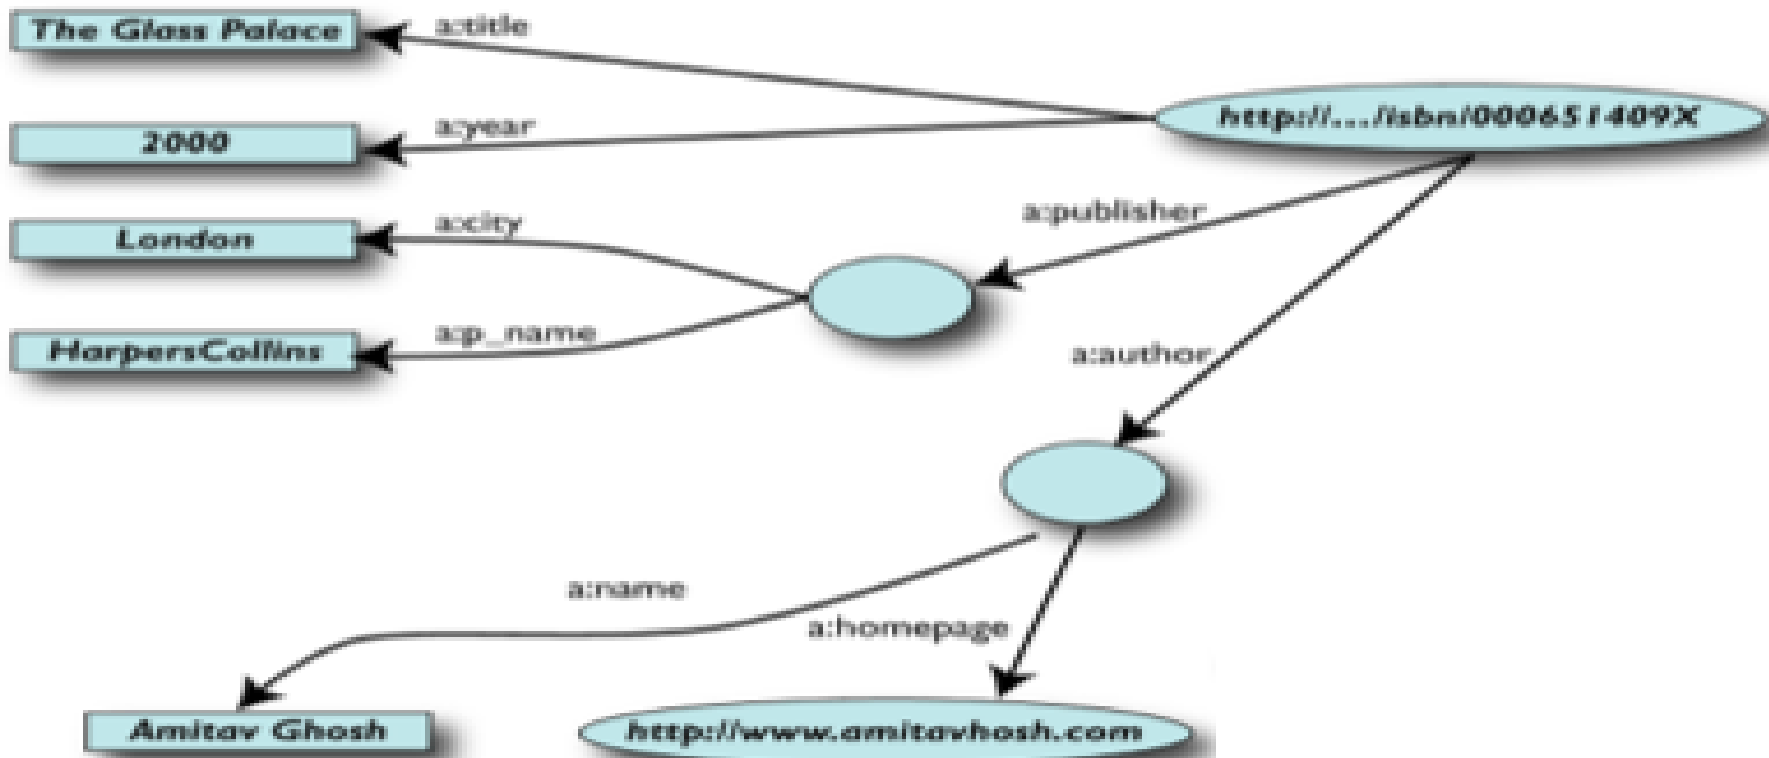 The Glass Palace
a:title
http://.../isbn/000651409X
2000
a:year
London
a:city
a:publisher
HarpersCollins
a:p_name
a:author
a:name
a:homepage
Amitav Ghosh
http://www.amitavhosh.com